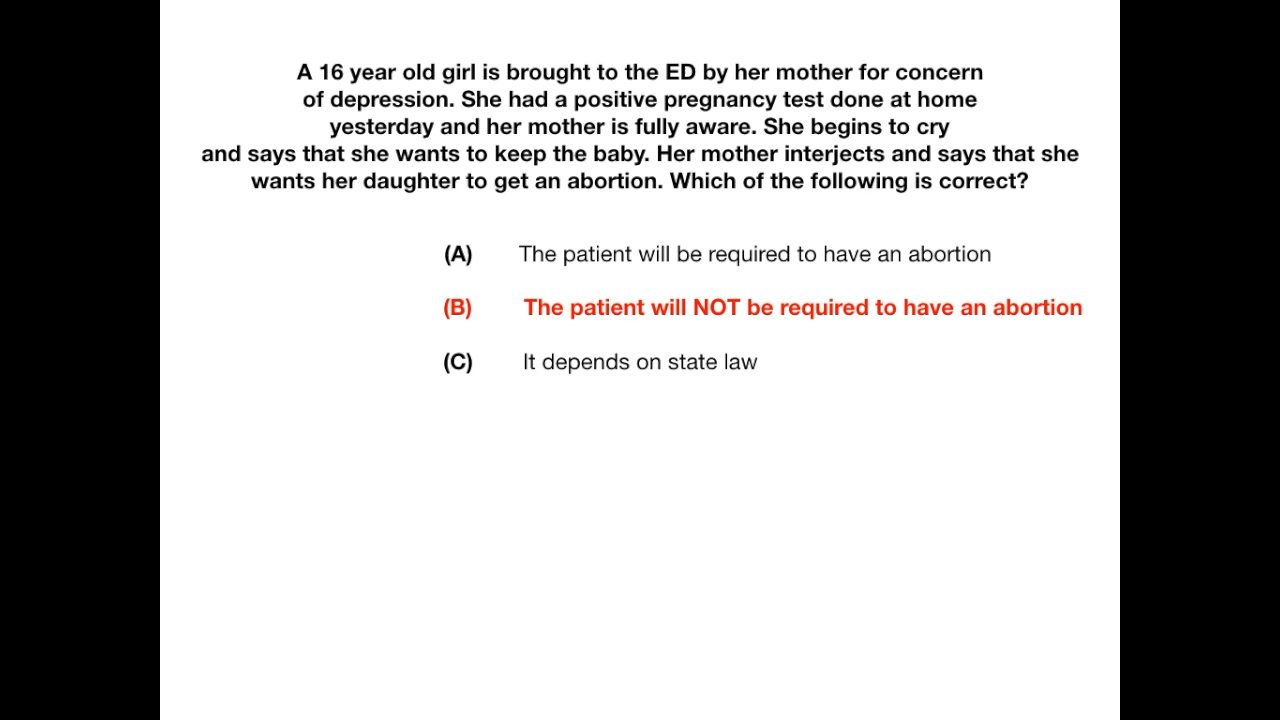 A 16 year old girl is brought to the ED by her mother for concern
of depression. She had a positive pregnancy test done at home
yesterday and her mother is fully aware. She begins to cry
and says that she wants to keep the baby. Her mother interjects and says that she
wants her daughter to get an abortion. Which of the following is correct?
(A) The patient will be required to have an abortion
(B) The patient will NOT be required to have an abortion
(C) It depends on state law